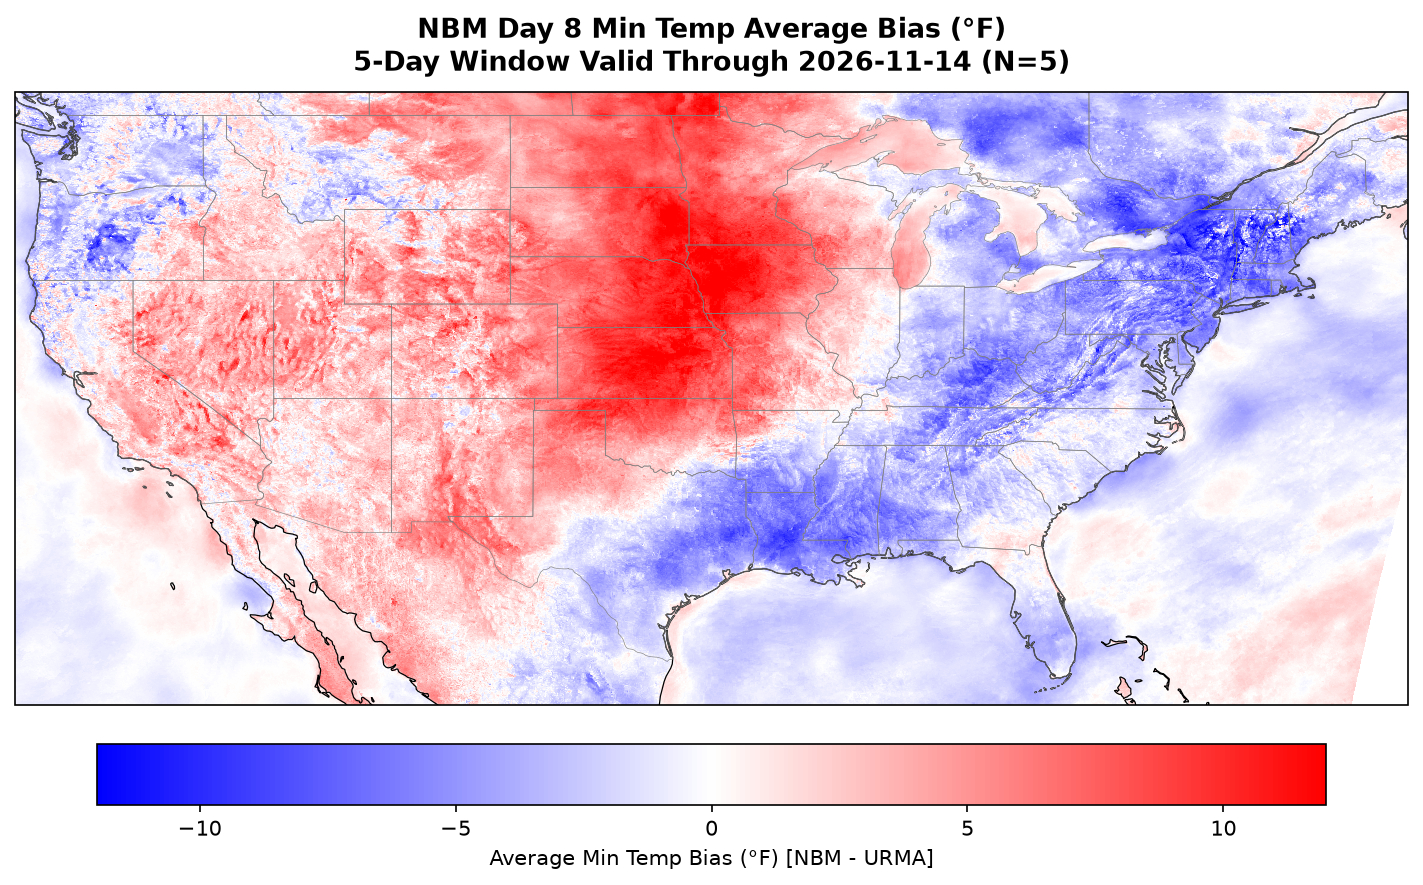 NBM Day 8 Min Temp Average Bias (°F)
5-Day Window Valid Through 2026-11-14 (N=5)
−10 −5 0 5 10
Average Min Temp Bias (°F) [NBM - URMA]